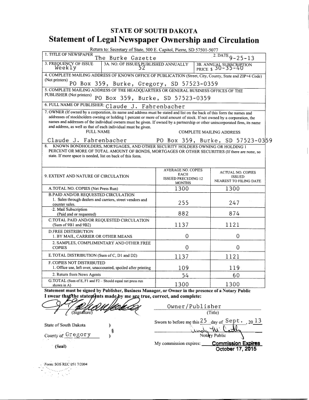 STATE OF SOUTH DAKOTA
Statement of Legal Newspaper Ownership and Circulation
Return to: Secretary of State, 500 E. Capitol, Pierre, SD 57501-5077
1. TITLE OF NEWSPAPER The Burke Gazette 2. DATE 9-25-13
3. FREQUENCY OF ISSUE Weekly 3A. NO. OF ISSUES PUBLISHED ANNUALLY 3B. ANNUAL SUBSCRIPTION PRICE $ 30-35-40
4. COMPLETE MAILING ADDRESS OF KNOWN OFFICE OF PUBLICATION (Street, City, County, State and ZIP+4 Code)
(Not printer) PO Box 359, Burke, Gregory, SD 57523-0359
5. COMPLETE MAILING ADDRESS OF THE HEADQUARTERS OR GENERAL BUSINESS OFFICES OF THE
PUBLISHER (Not printer) PO Box 359, Burke, SD 57523-0359
6. FULL NAME OF PUBLISHER Claude J. Fahrenbacher
7. OWNER (If owned by a corporation, its name and address must be stated and list on the back of this form the names and
addresses of stockholders owning or holding 1 percent or more of total amount of stock. If not owned by a corporation, the
names and addresses of the individual owners must be given. If owned by a partnership or other unincorporated firm, its name
and address, as well as that of each individual must be given.
FULL NAME COMPLETE MAILING ADDRESS
Claude J. Fahrenbacher PO Box 359, Burke, SD 57523-0359
8. KNOWN BONDHOLDERS, MORTGAGEES, AND OTHER SECURITY HOLDERS OWNING OR HOLDING 1
PERCENT OR MORE OF TOTAL AMOUNT OF BONDS, MORTGAGES OR OTHER SECURITIES (If there are none, so
state. If more space is needed, list on back of this form.
9. EXTENT AND NATURE OF CIRCULATION
AVERAGE NO. COPIES EACH ISSUED PRECEDING 12 MONTHS
ACTUAL NO. COPIES ISSUED NEAREST TO FILING DATE
A. TOTAL NO. COPIES (Net Press Run) 1300 1300
B. PAID AND/OR REQUESTED CIRCULATION
1. Sales through dealers and carriers, street vendors and
counter sales. 255 247
2. Mail Subscription
(Paid and or requested) 882 874
C. TOTAL PAID AND/OR REQUESTED CIRCULATION
(Sum of 9B1 and 9B2) 1137 1121
D. FREE DISTRIBUTION
1. BY MAIL, CARRIER OR OTHER MEANS 0 0
2. SAMPLES, COMPLIMENTARY AND OTHER FREE
COPIES 0 0
E. TOTAL DISTRIBUTION (Sum of C, D1 and D2) 1137 1121
F. COPIES NOT DISTRIBUTED
1. Office use, left over, unaccounted, spoiled after printing 109 119
2. Return from News Agents 54 60
G. TOTAL (Sum of E, F1 and F2 - Should equal net press run
shown in A) 1300 1300
Statement must be signed by Publisher, Business Manager, or Owner in the presence of a Notary Public
I swear that the statements made by me are true, correct, and complete:
Owner/Publisher
(Signature) (Title)
State of South Dakota )
§
County of Gregory )
Sworn to before me this 25 day of Sept., 20 13
Notary Public
(Seal)
My commission expires: Commission Expires
October 17, 2015
Form: SOS REC 051 7/2004